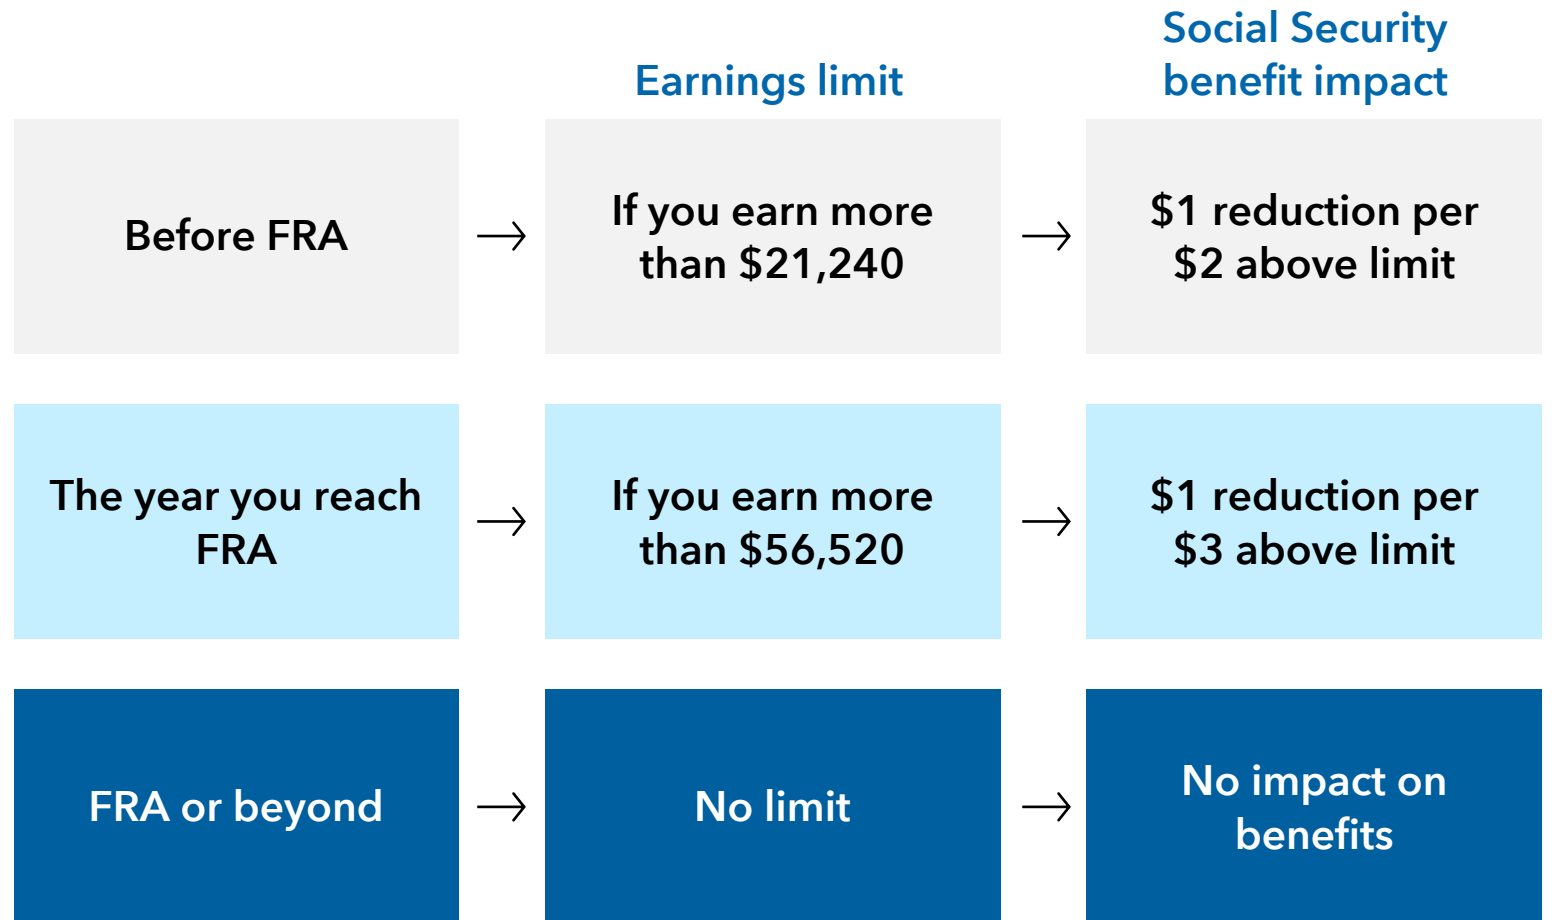 Earnings limit
Social Security
benefit impact
Before FRA
If you earn more
than $21,240
$1 reduction per
$2 above limit
The year you reach
FRA
If you earn more
than $56,520
$1 reduction per
$3 above limit
FRA or beyond
No limit
No impact on
benefits